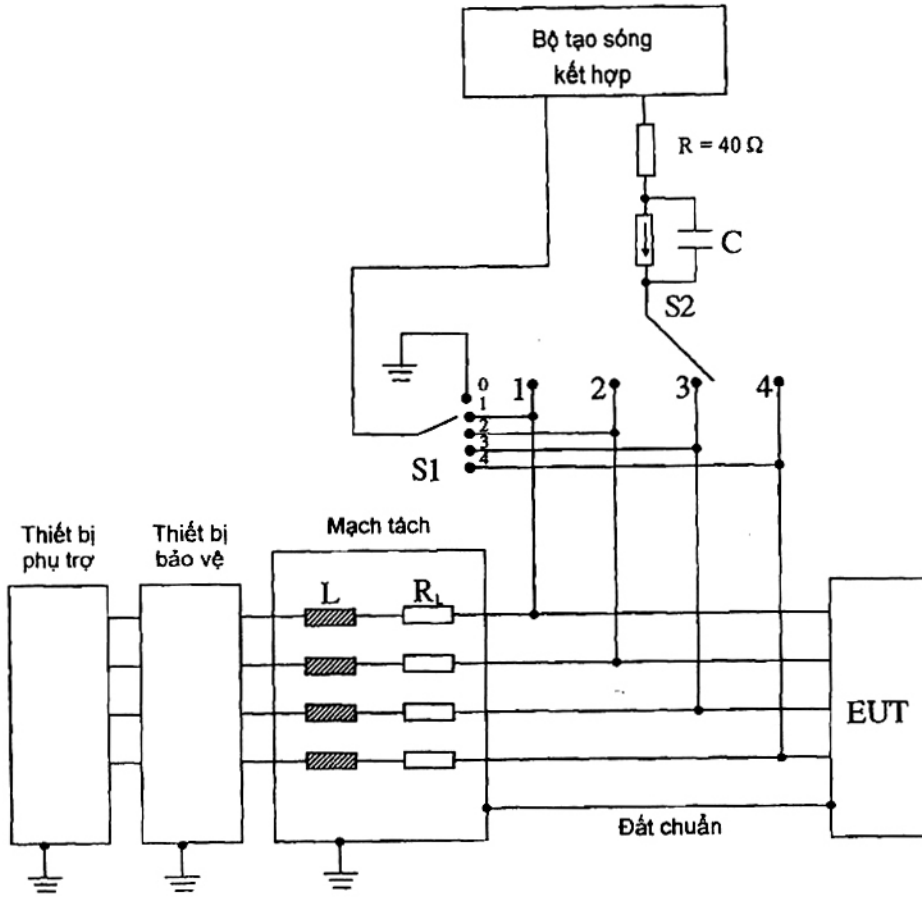 Bộ tạo sóng
kết hợp
R = 40 Ω
C
S2
0
1
2
3
4
1
2
3
4
S1
Thiết bị
phụ trợ
Thiết bị
bảo vệ
Mạch tách
L
RL
EUT
Đất chuẩn